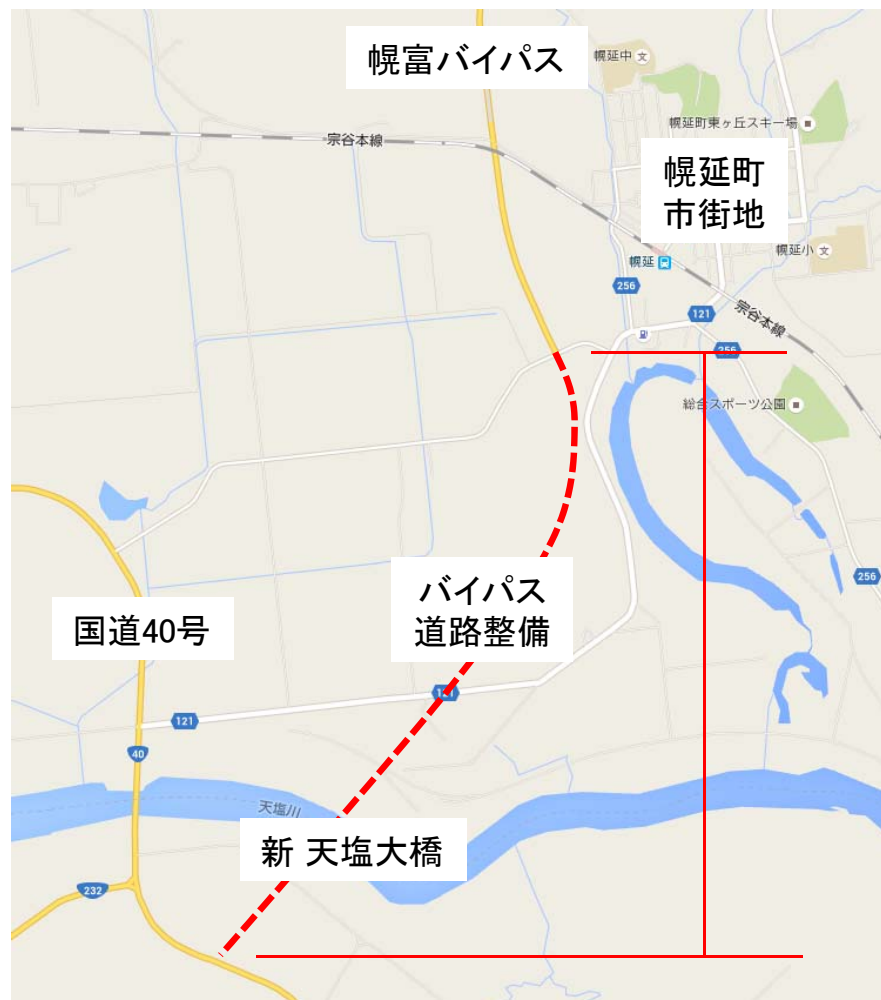 幌富バイパス
幌延中
宗谷本線
幌延町東ヶ丘スキー場
幌延町
市街地
幌延小
幌延
256
121
宗谷本線
256
総合スポーツ公園
256
バイパス
道路整備
国道40号
121
40
天塩川
新 天塩大橋
232